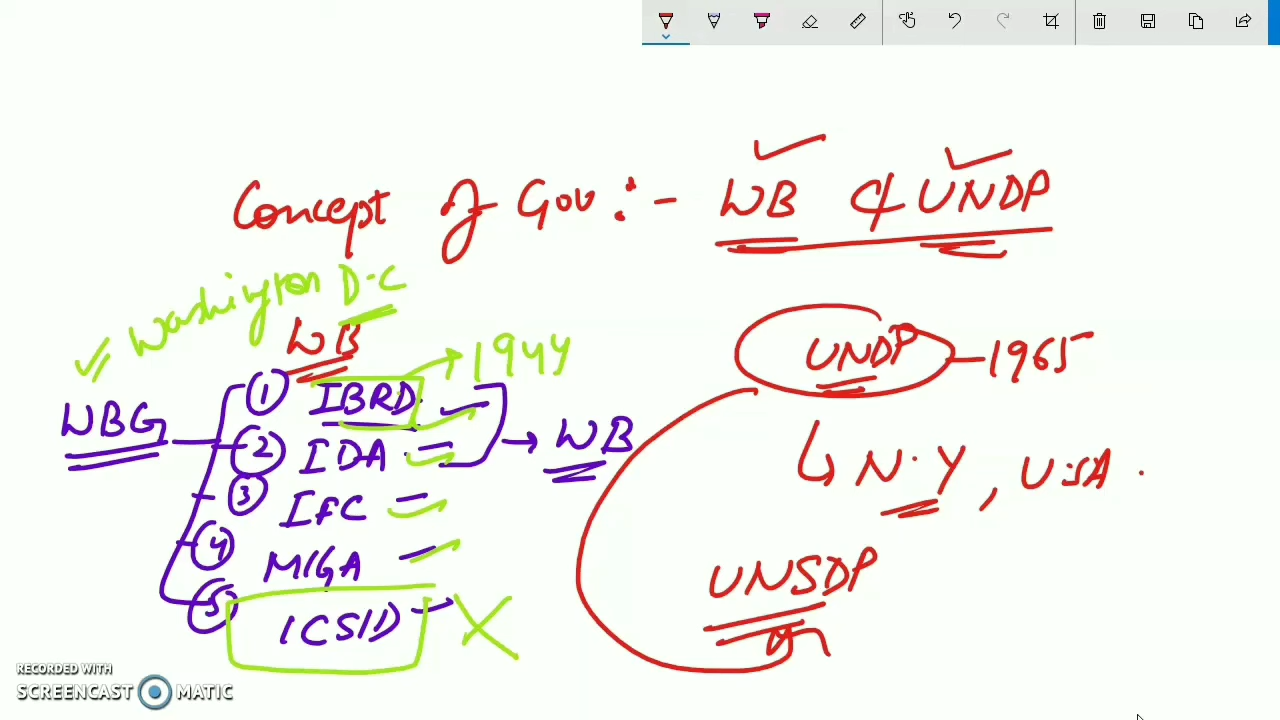 Concept of Gov :- WB & UNDP
Washington D.C
WB
1944
WBG
① IBRD
② IDA
→ WB
③ IFC
④ MIGA
⑤ ICSID X
UNDP - 1965
N.Y, U.S.A.
UNSDP
RECORDED WITH
SCREENCAST MATIC